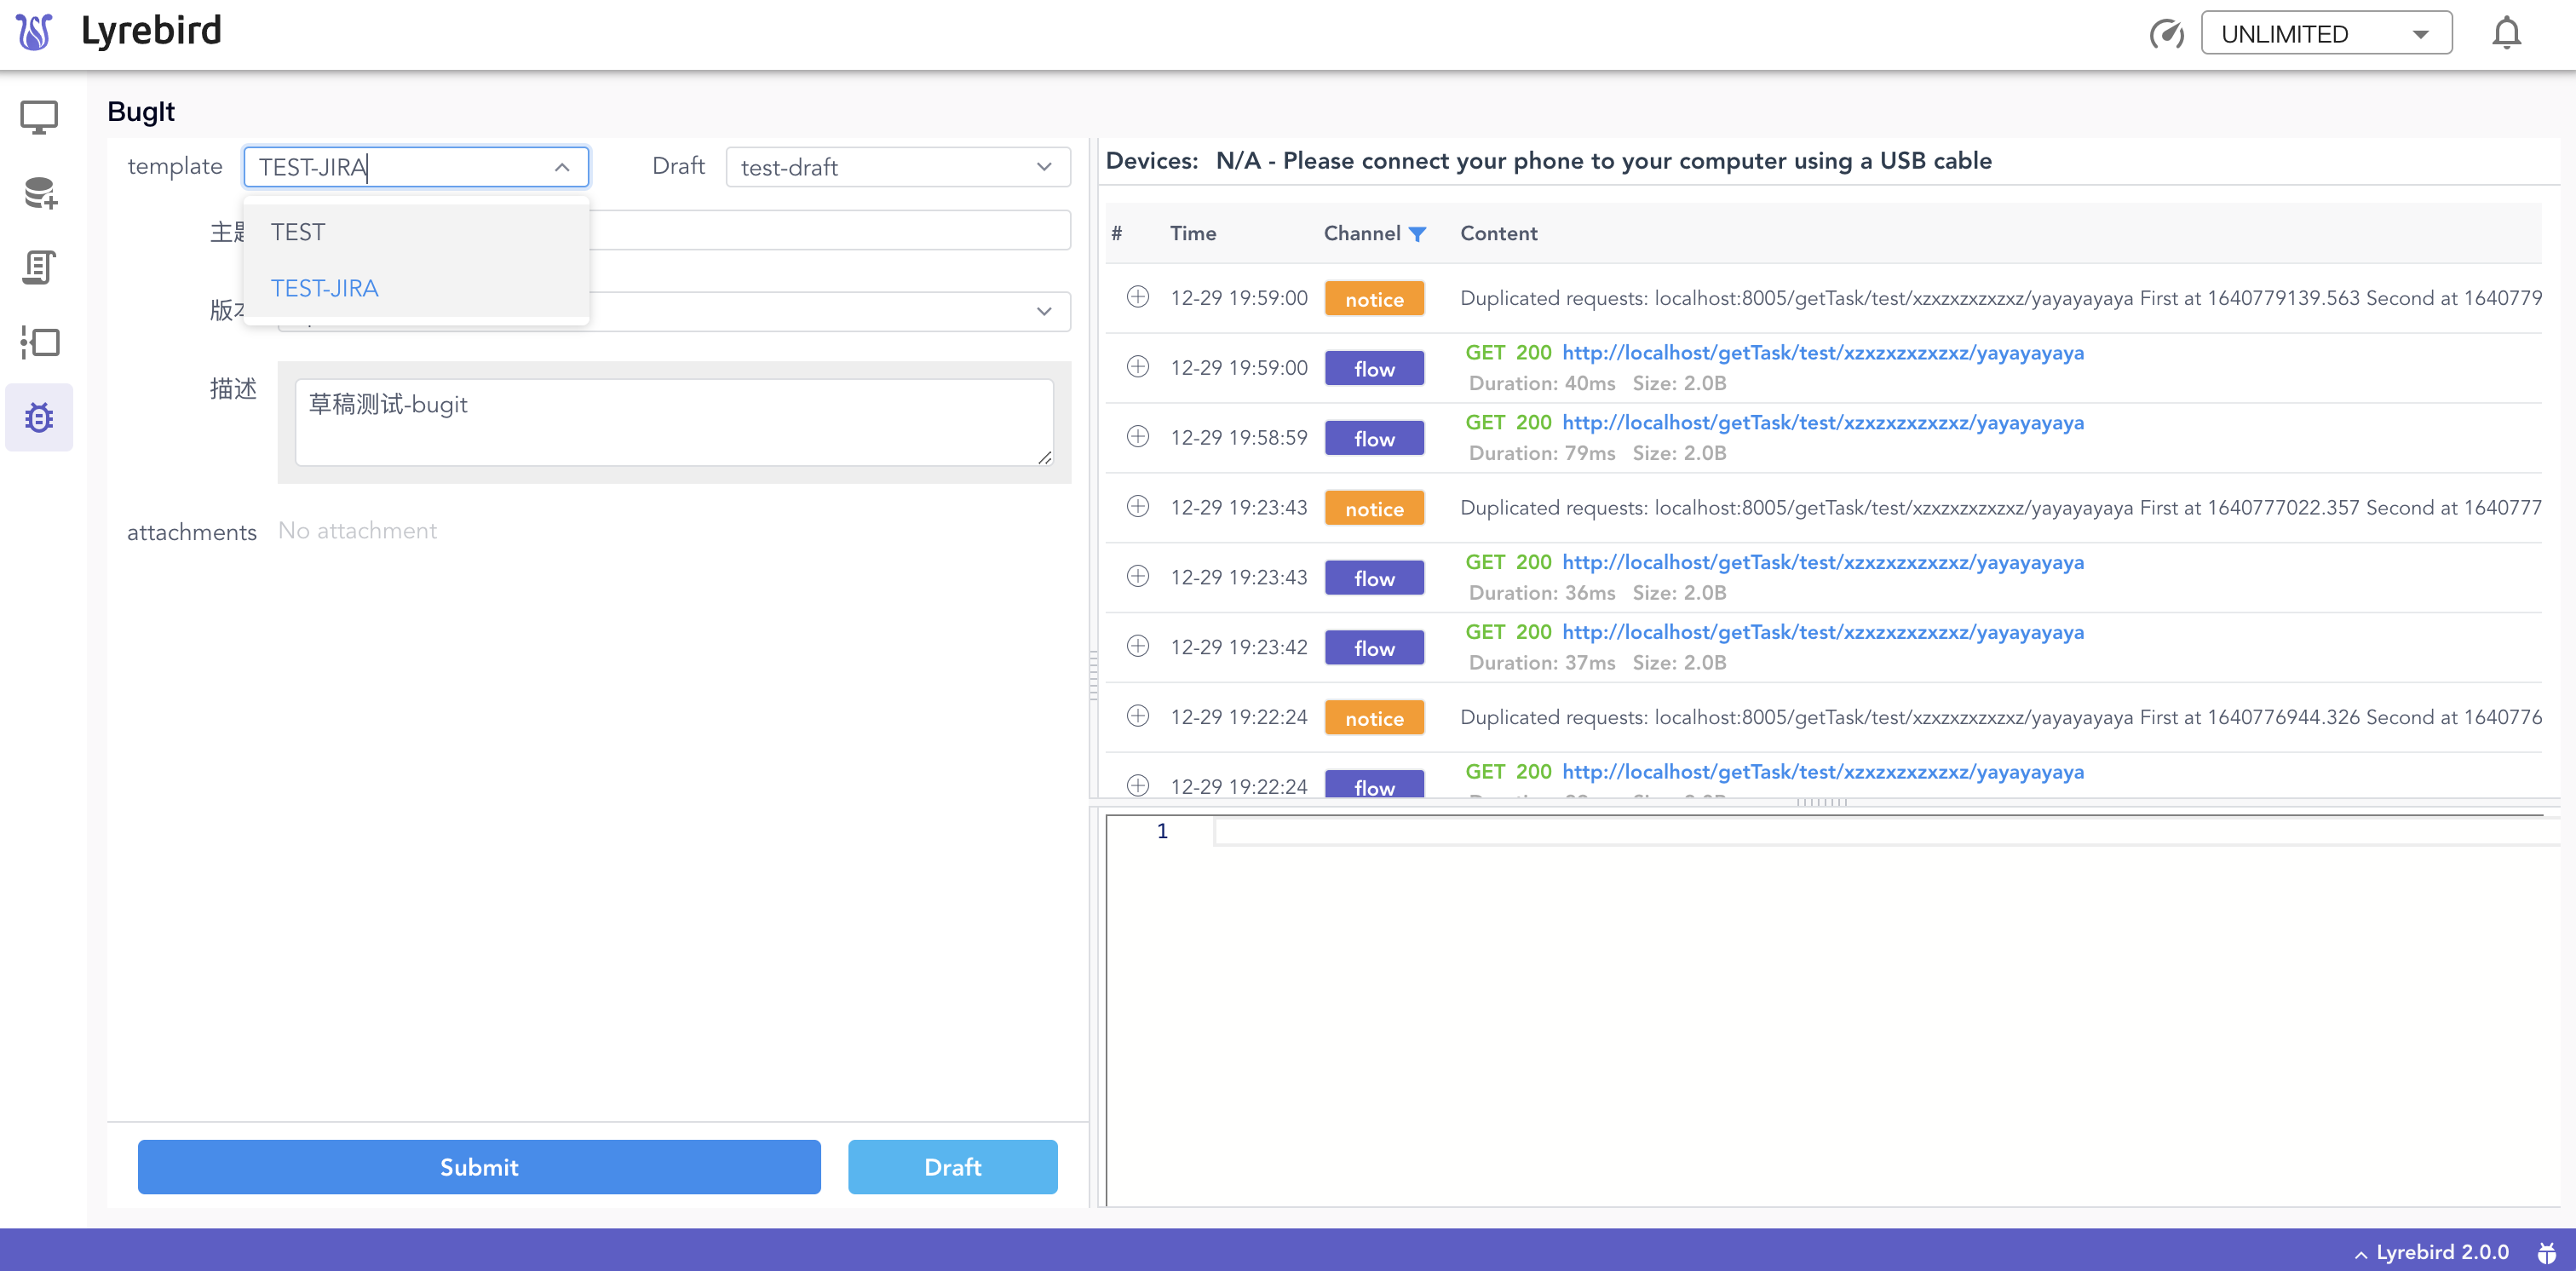 Lyrebird
UNLIMITED
BugIt
template TEST-JIRA Draft test-draft
TEST
TEST-JIRA
描述
草稿测试-bugit
attachments No attachment
Submit Draft
Devices: N/A - Please connect your phone to your computer using a USB cable
# Time Channel Content
12-29 19:59:00 notice Duplicated requests: localhost:8005/getTask/test/xzxzxzxzxzxz/yayayayaya First at 1640779139.563 Second at 1640779
12-29 19:59:00 flow GET 200 http://localhost/getTask/test/xzxzxzxzxzxz/yayayayaya
Duration: 40ms Size: 2.0B
12-29 19:58:59 flow GET 200 http://localhost/getTask/test/xzxzxzxzxzxz/yayayayaya
Duration: 79ms Size: 2.0B
12-29 19:23:43 notice Duplicated requests: localhost:8005/getTask/test/xzxzxzxzxzxz/yayayayaya First at 1640777022.357 Second at 1640777
12-29 19:23:43 flow GET 200 http://localhost/getTask/test/xzxzxzxzxzxz/yayayayaya
Duration: 36ms Size: 2.0B
12-29 19:23:42 flow GET 200 http://localhost/getTask/test/xzxzxzxzxzxz/yayayayaya
Duration: 37ms Size: 2.0B
12-29 19:22:24 notice Duplicated requests: localhost:8005/getTask/test/xzxzxzxzxzxz/yayayayaya First at 1640776944.326 Second at 1640776
12-29 19:22:24 flow GET 200 http://localhost/getTask/test/xzxzxzxzxzxz/yayayayaya
1
Lyrebird 2.0.0